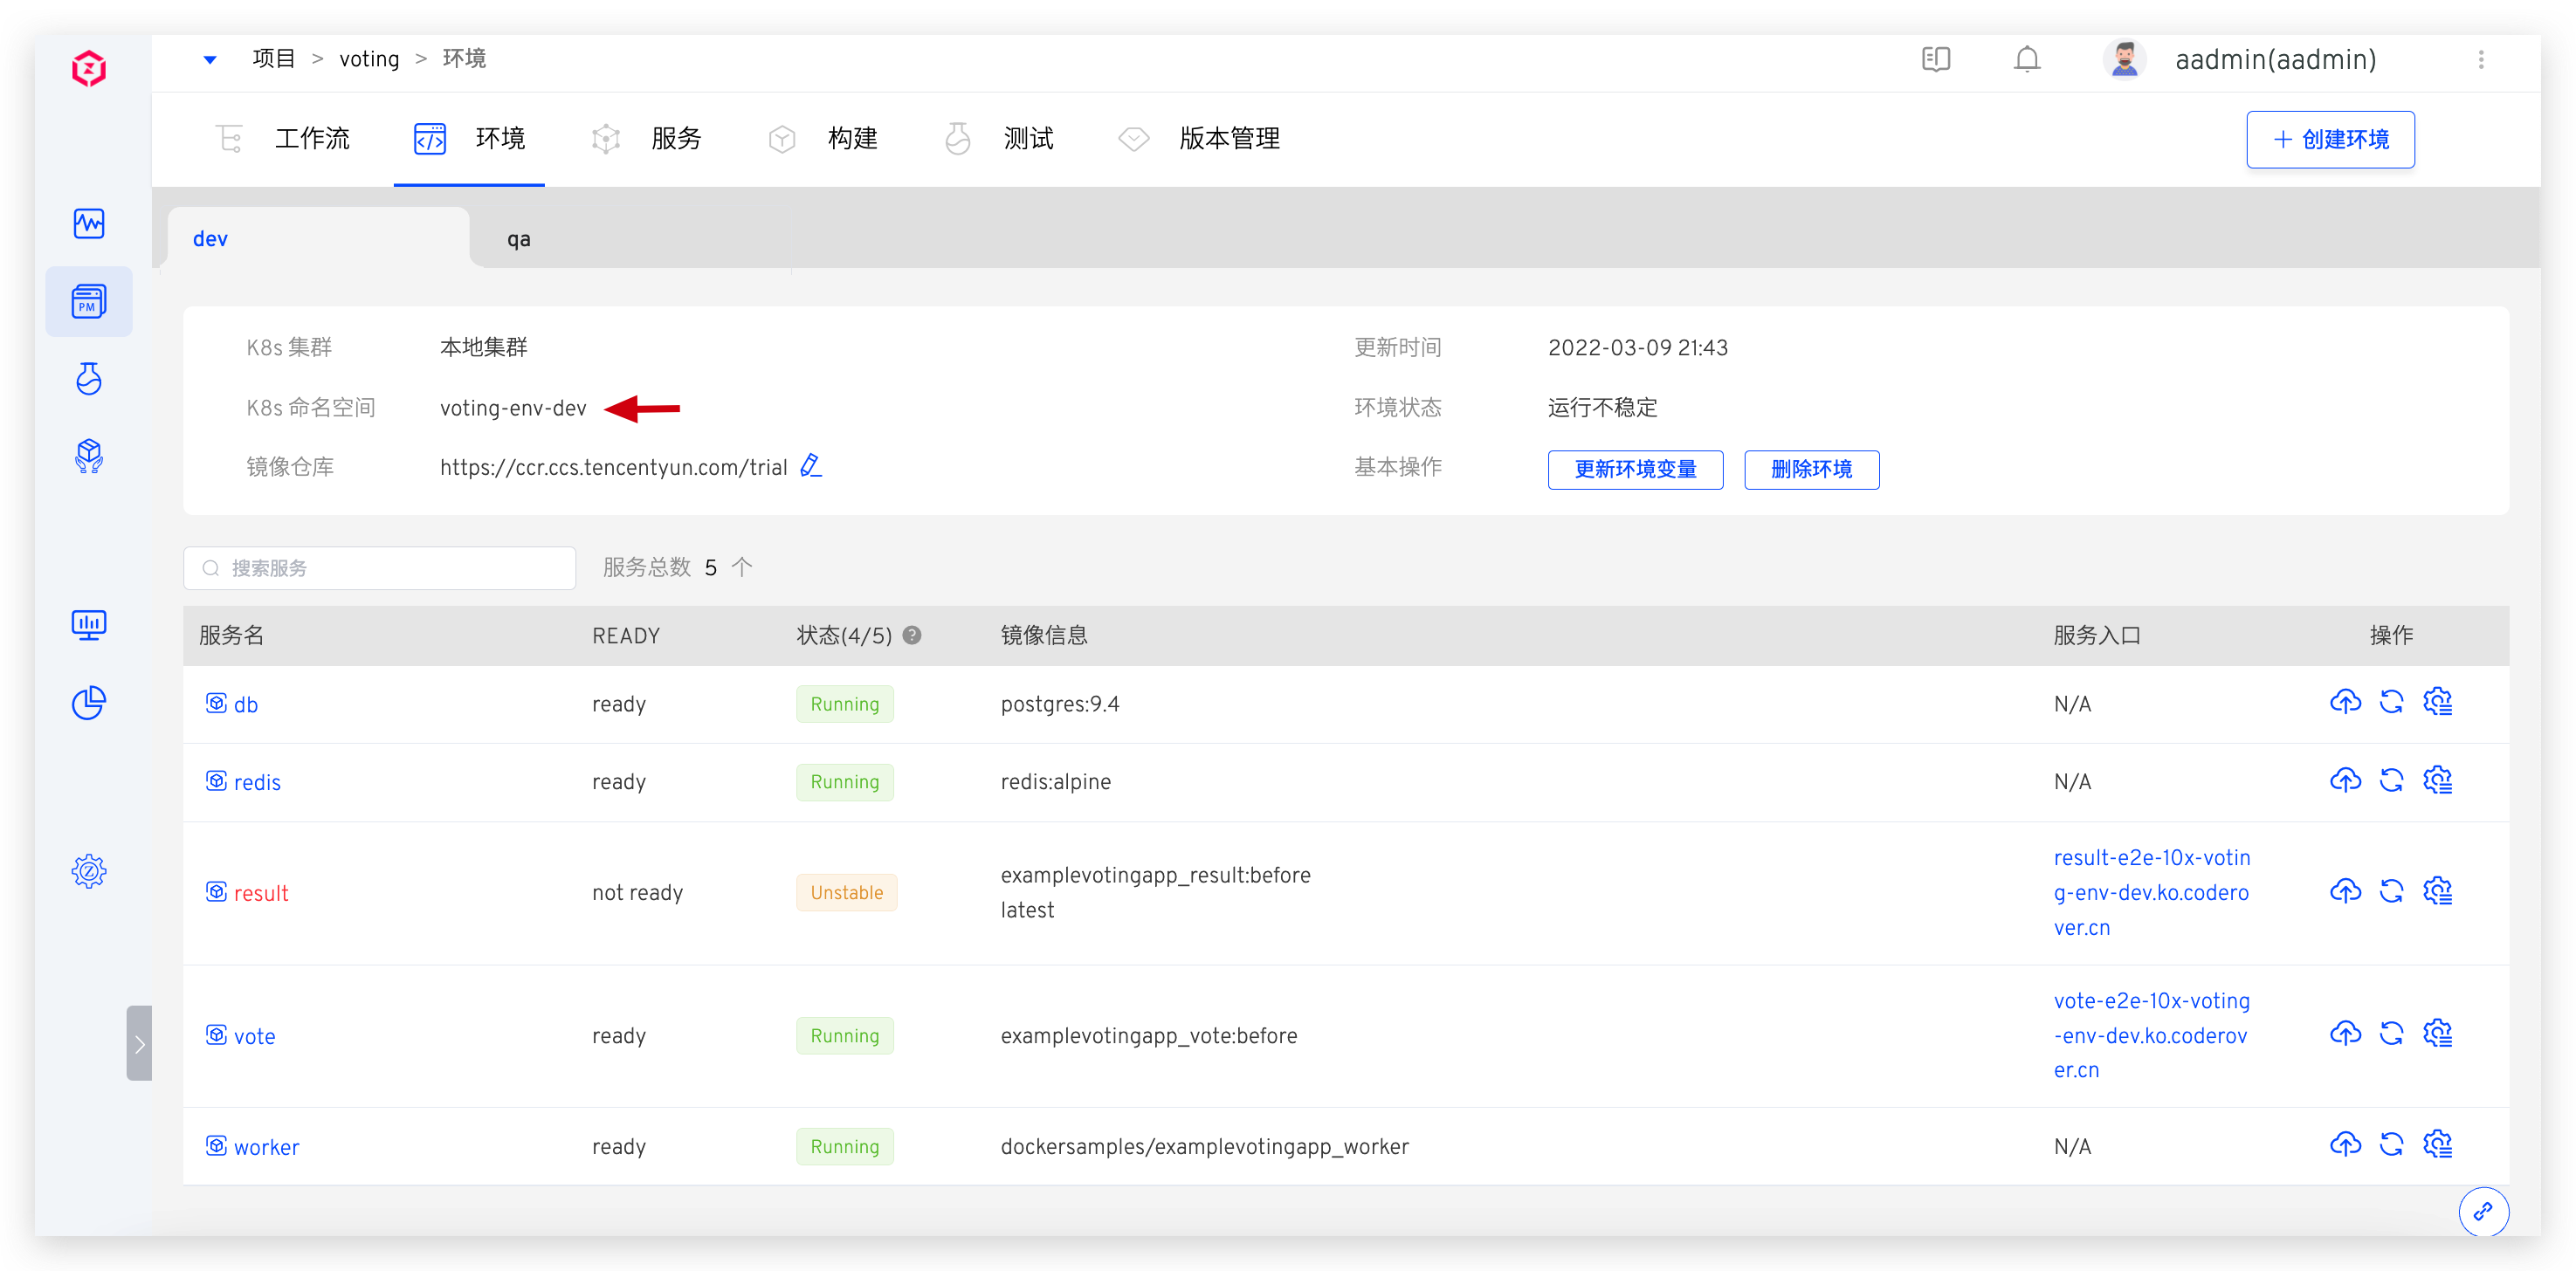 项目 > voting > 环境
aadmin(aadmin)
工作流 环境 服务 构建 测试 版本管理
+ 创建环境
dev qa
PM
K8s 集群 本地集群 更新时间 2022-03-09 21:43
K8s 命名空间 voting-env-dev 环境状态 运行不稳定
镜像仓库 https://ccr.ccs.tencentyun.com/trial 基本操作 更新环境变量 删除环境
搜索服务 服务总数 5 个
服务名 READY 状态(4/5) ? 镜像信息 服务入口 操作
db ready Running postgres:9.4 N/A
redis ready Running redis:alpine N/A
result not ready Unstable
examplevotingapp_result:before
latest
result-e2e-10x-votin
g-env-dev.ko.codero
ver.cn
vote ready Running examplevotingapp_vote:before
vote-e2e-10x-voting
-env-dev.ko.coderov
er.cn
worker ready Running dockersamples/examplevotingapp_worker N/A